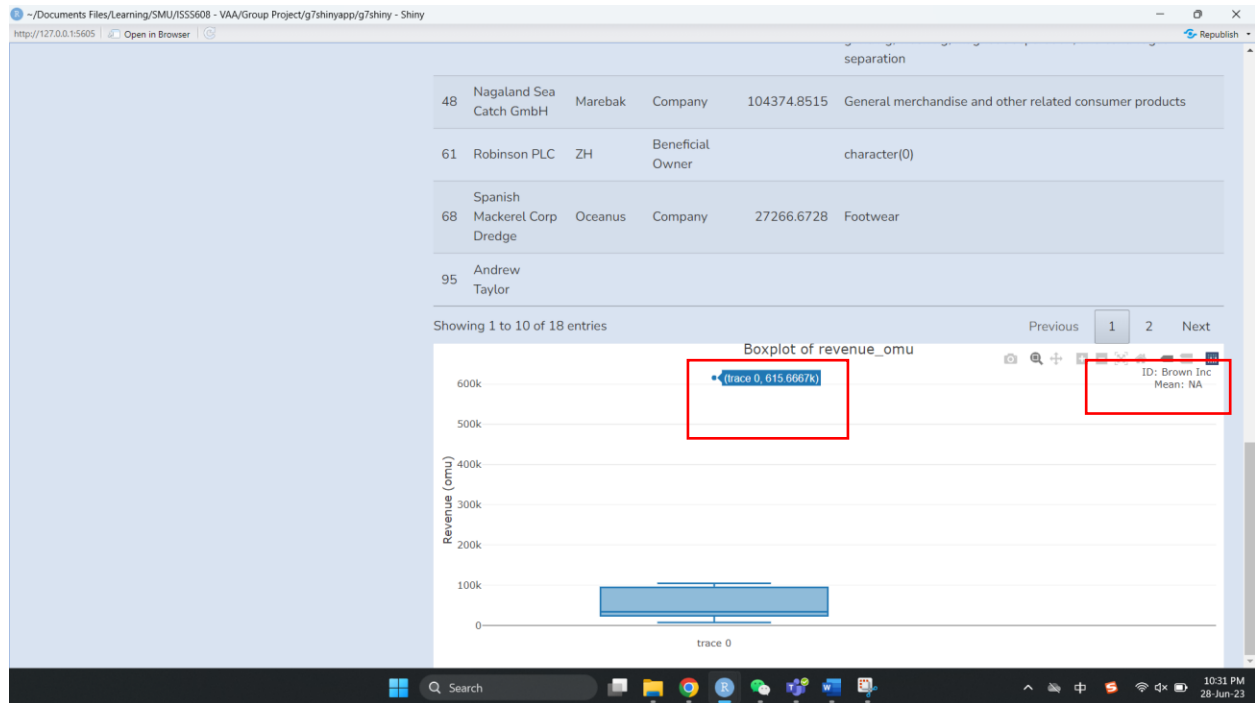 ~/Documents Files/Learning/SMU/ISSS608 - VAA/Group Project/g7shinyapp/g7shiny - Shiny
http://127.0.0.1:5605 Open in Browser Republish
separation
48 Nagaland Sea Catch GmbH Marebak Company 104374.8515 General merchandise and other related consumer products
61 Robinson PLC ZH Beneficial Owner character(0)
68 Spanish Mackerel Corp Dredge Oceanus Company 27266.6728 Footwear
95 Andrew Taylor
Showing 1 to 10 of 18 entries Previous 1 2 Next
Boxplot of revenue_omu
ID: Brown Inc
Mean: NA
(trace 0, 615.6667k)
600k
500k
400k
300k
200k
100k
0
Revenue (omu)
trace 0
Search
中
10:31 PM
28-Jun-23